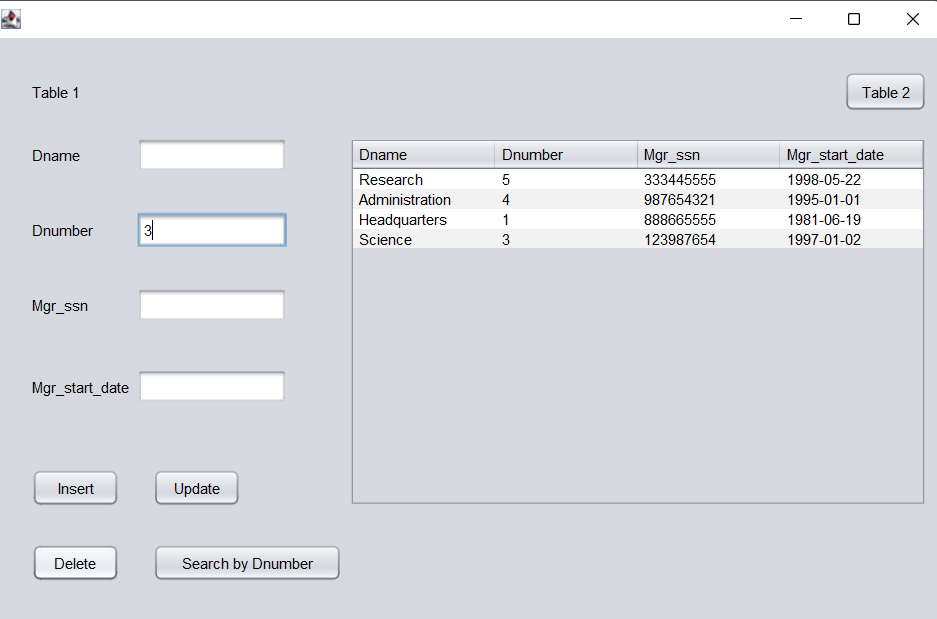 Table 1
Table 2
Dname
Dnumber
3
Mgr_ssn
Mgr_start_date
Insert
Update
Delete
Search by Dnumber
Dname Dnumber Mgr_ssn Mgr_start_date
Research 5 333445555 1998-05-22
Administration 4 987654321 1995-01-01
Headquarters 1 888665555 1981-06-19
Science 3 123987654 1997-01-02